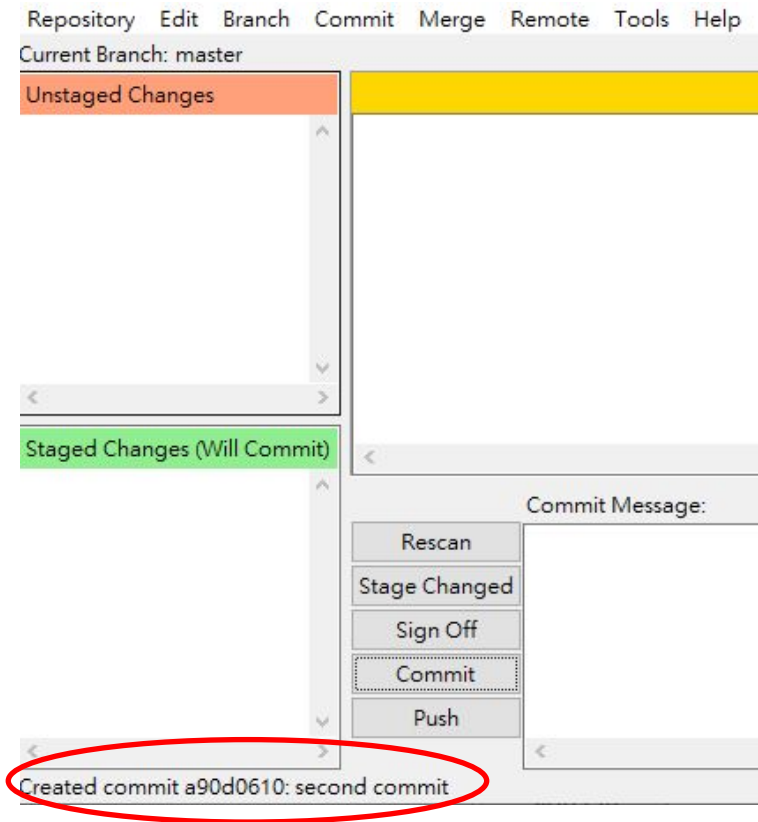 Repository Edit Branch Commit Merge Remote Tools Help
Current Branch: master
Unstaged Changes
Staged Changes (Will Commit)
Commit Message:
Rescan
Stage Changed
Sign Off
Commit
Push
Created commit a90d0610: second commit